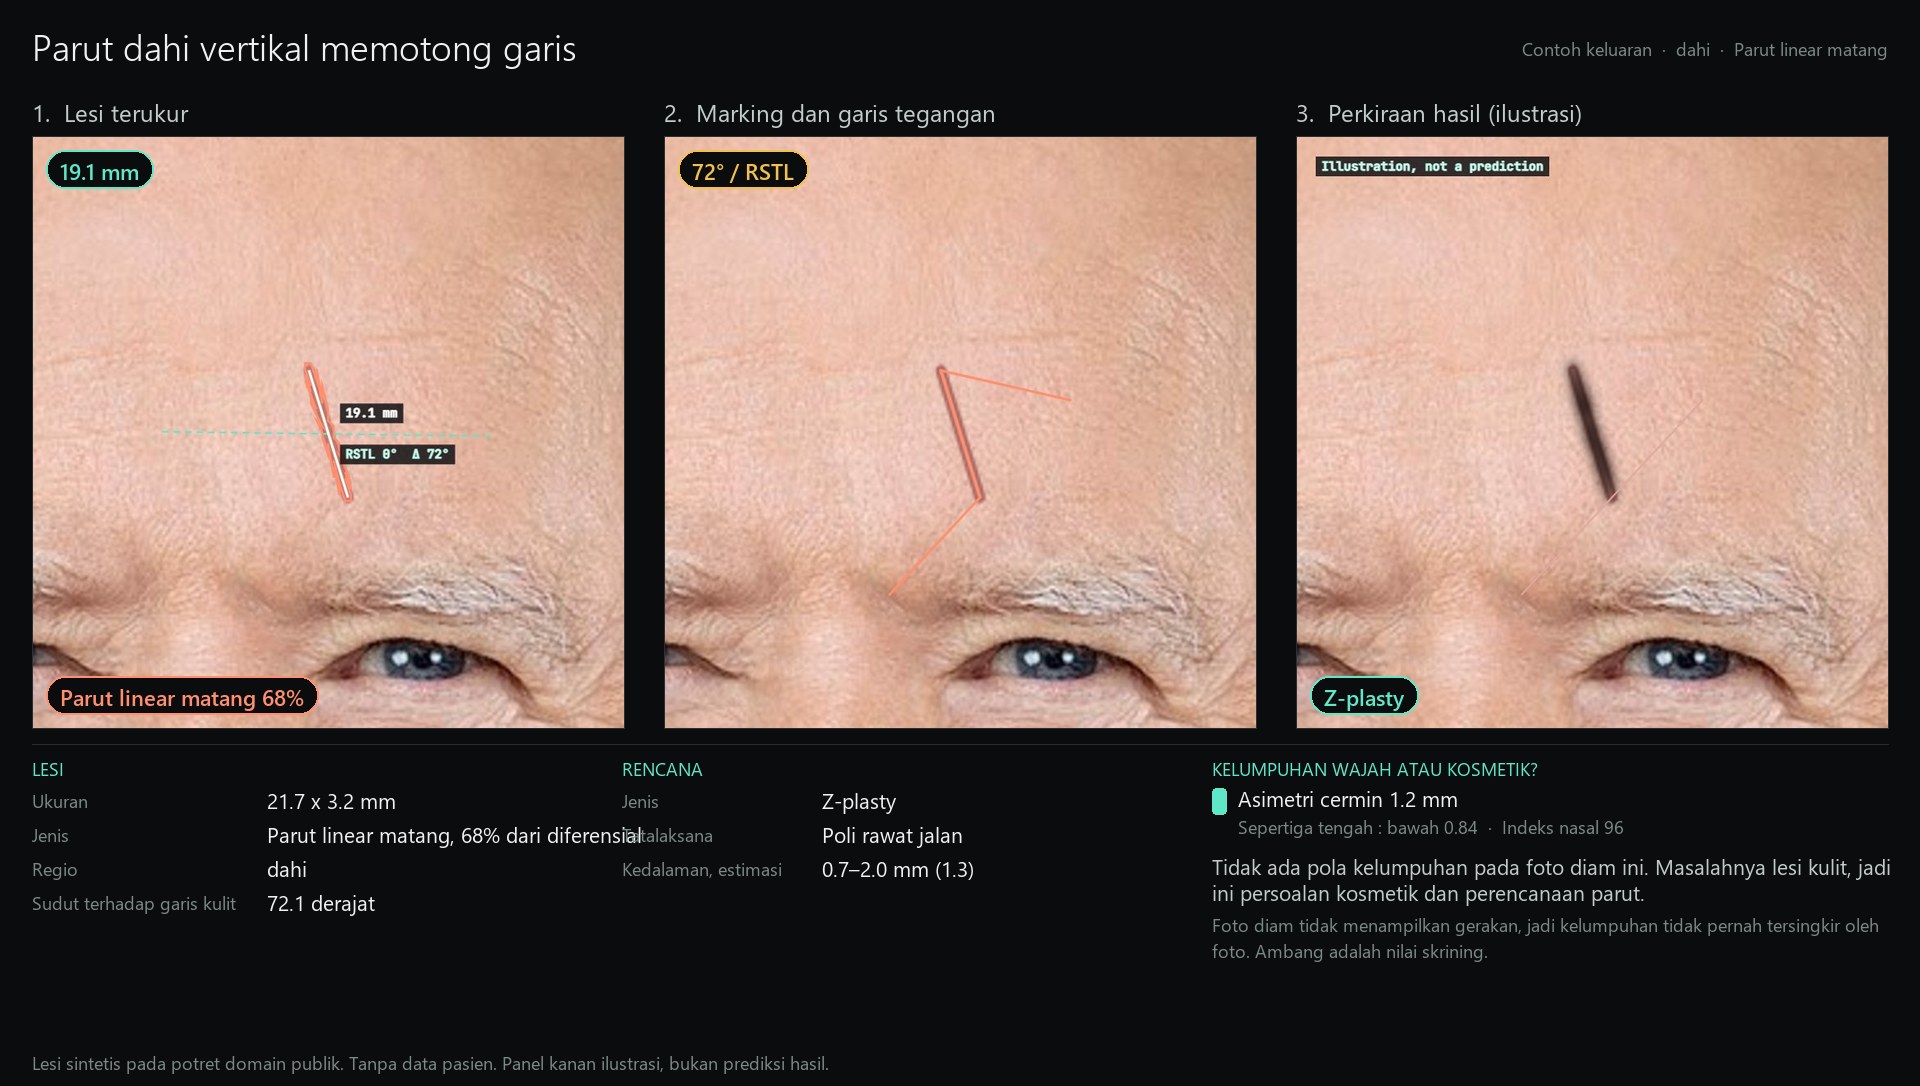 Parut dahi vertikal memotong garis
Contoh keluaran · dahi · Parut linear matang
1. Lesi terukur
2. Marking dan garis tegangan
3. Perkiraan hasil (ilustrasi)
19.1 mm
72° / RSTL
Illustration, not a prediction
19.1 mm
RSTL 0° Δ 72°
Parut linear matang 68%
Z-plasty
LESI
Ukuran 21.7 x 3.2 mm
Jenis Parut linear matang, 68% dari diferensial
Regio dahi
Sudut terhadap garis kulit 72.1 derajat
RENCANA
Jenis Z-plasty
Tatalaksana Poli rawat jalan
Kedalaman, estimasi 0.7–2.0 mm (1.3)
KELUMPUHAN WAJAH ATAU KOSMETIK?
Asimetri cermin 1.2 mm
Sepertiga tengah : bawah 0.84 · Indeks nasal 96
Tidak ada pola kelumpuhan pada foto diam ini. Masalahnya lesi kulit, jadi
ini persoalan kosmetik dan perencanaan parut.
Foto diam tidak menampilkan gerakan, jadi kelumpuhan tidak pernah tersingkir oleh
foto. Ambang adalah nilai skrining.
Lesi sintetis pada potret domain publik. Tanpa data pasien. Panel kanan ilustrasi, bukan prediksi hasil.